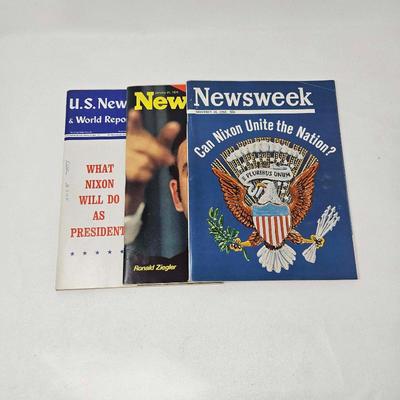 U.S. New
& World Repo
WHAT
NIXON
WILL DO
AS
PRESIDENT
New
Ronald Ziegler
Newsweek
Can Nixon Unite the Nation?
E PLURIBUS UNUM